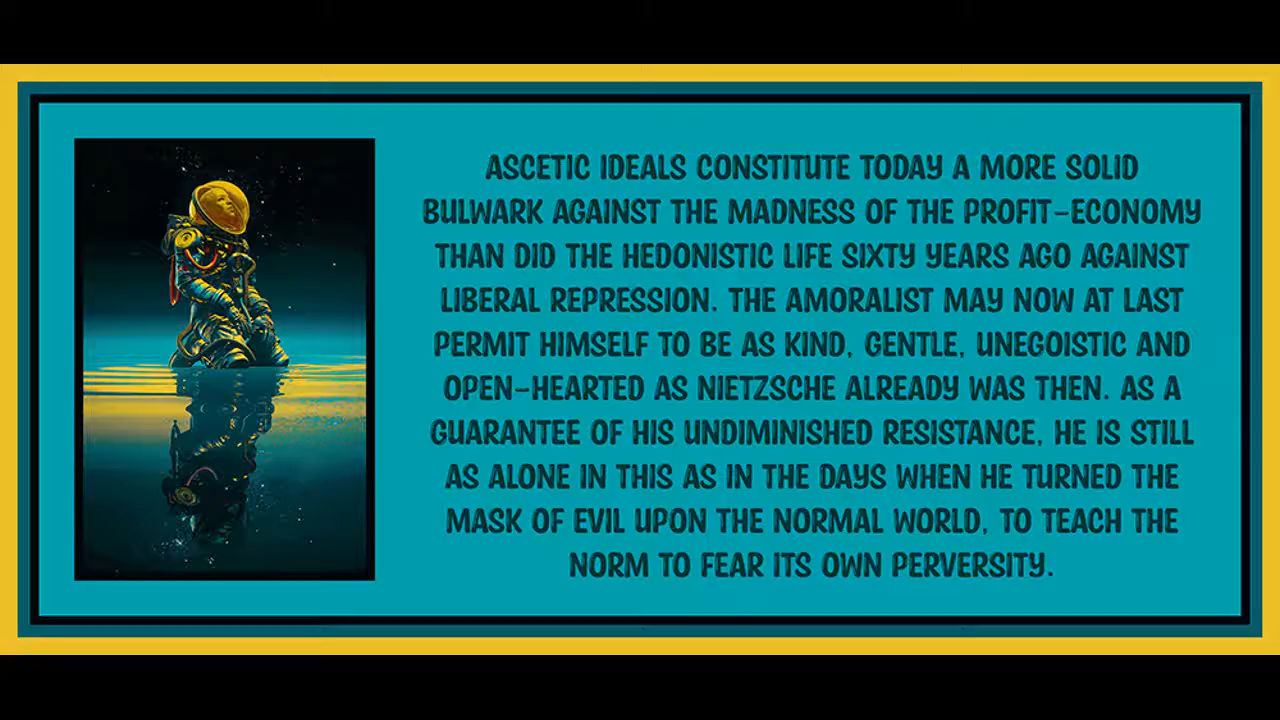 ASCETIC IDEALS CONSTITUTE TODAY A MORE SOLID
BULWARK AGAINST THE MADNESS OF THE PROFIT-ECONOMY
THAN DID THE HEDONISTIC LIFE SIXTY YEARS AGO AGAINST
LIBERAL REPRESSION. THE AMORALIST MAY NOW AT LAST
PERMIT HIMSELF TO BE AS KIND, GENTLE, UNEGOISTIC AND
OPEN-HEARTED AS NIETZSCHE ALREADY WAS THEN. AS A
GUARANTEE OF HIS UNDIMINISHED RESISTANCE, HE IS STILL
AS ALONE IN THIS AS IN THE DAYS WHEN HE TURNED THE
MASK OF EVIL UPON THE NORMAL WORLD, TO TEACH THE
NORM TO FEAR ITS OWN PERVERSITY.